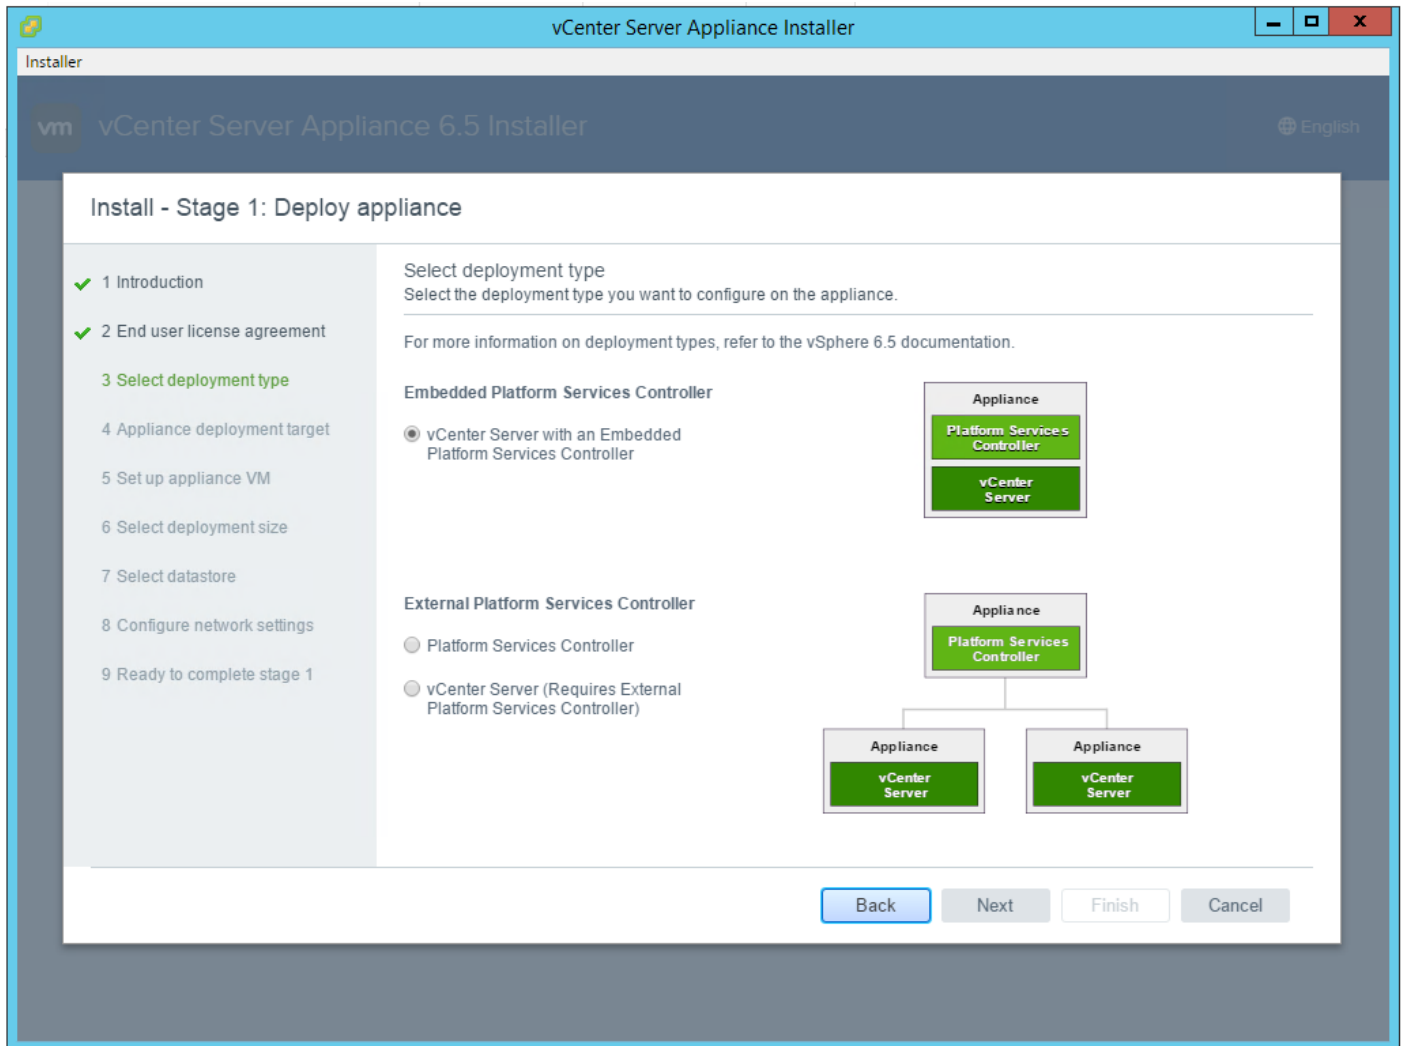 vCenter Server Appliance Installer
Installer
vm vCenter Server Appliance 6.5 Installer
English
Install - Stage 1: Deploy appliance
1 Introduction
2 End user license agreement
3 Select deployment type
4 Appliance deployment target
5 Set up appliance VM
6 Select deployment size
7 Select datastore
8 Configure network settings
9 Ready to complete stage 1
Select deployment type
Select the deployment type you want to configure on the appliance.
For more information on deployment types, refer to the vSphere 6.5 documentation.
Embedded Platform Services Controller
vCenter Server with an Embedded
Platform Services Controller
Appliance
Platform Services
Controller
vCenter
Server
External Platform Services Controller
Platform Services Controller
vCenter Server (Requires External
Platform Services Controller)
Appliance
Platform Services
Controller
Appliance
vCenter
Server
Appliance
vCenter
Server
Back
Next
Finish
Cancel